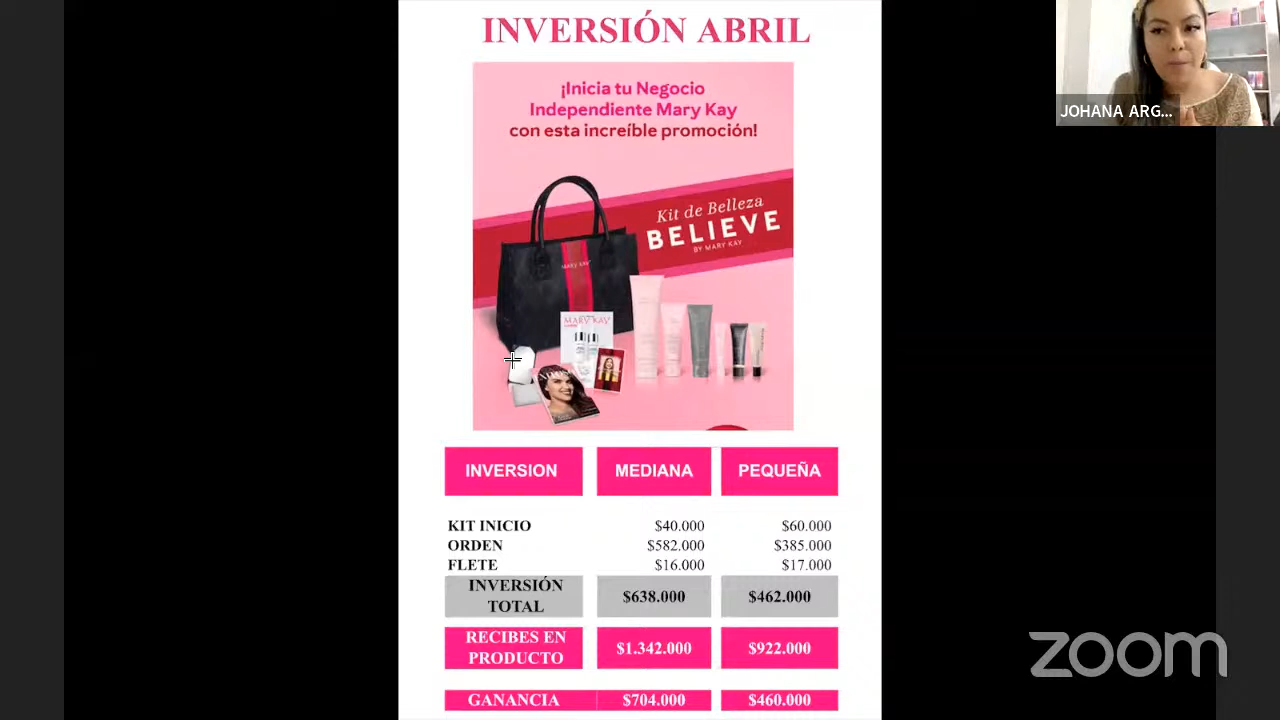 INVERSIÓN ABRIL
¡Inicia tu Negocio
Independiente Mary Kay
con esta increíble promoción!
Kit de Belleza
BELIEVE
BY MARY KAY
MARY KAY
MARY KAY
INVERSION MEDIANA PEQUEÑA
KIT INICIO $40.000 $60.000
ORDEN $582.000 $385.000
FLETE $16.000 $17.000
INVERSIÓN
TOTAL $638.000 $462.000
RECIBES EN
PRODUCTO $1.342.000 $922.000
GANANCIA $704.000 $460.000
JOHANA ARG...
zoom